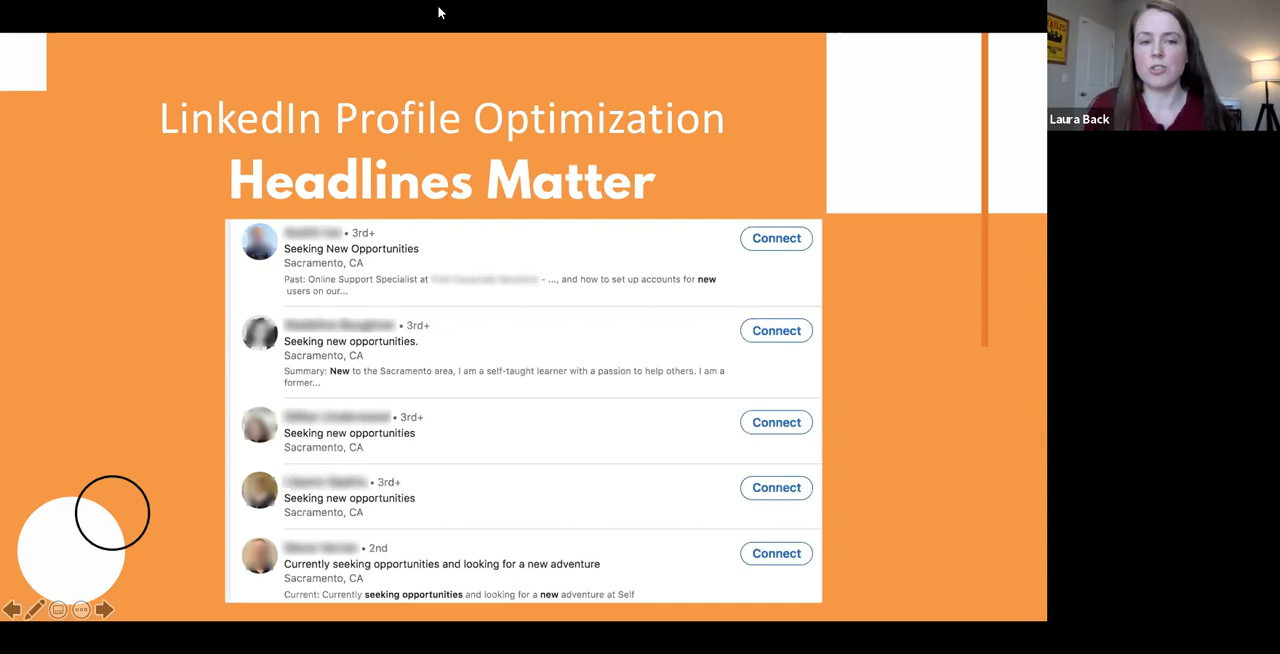 LinkedIn Profile Optimization
Headlines Matter
• 3rd+
Seeking New Opportunities
Sacramento, CA
Past: Online Support Specialist at - ..., and how to set up accounts for new
users on our...
Connect
• 3rd+
Seeking new opportunities.
Sacramento, CA
Summary: New to the Sacramento area, I am a self-taught learner with a passion to help others. I am a
former...
Connect
• 3rd+
Seeking new opportunities
Sacramento, CA
Connect
• 3rd+
Seeking new opportunities
Sacramento, CA
Connect
• 2nd
Currently seeking opportunities and looking for a new adventure
Sacramento, CA
Current: Currently seeking opportunities and looking for a new adventure at Self
Connect
Laura Back